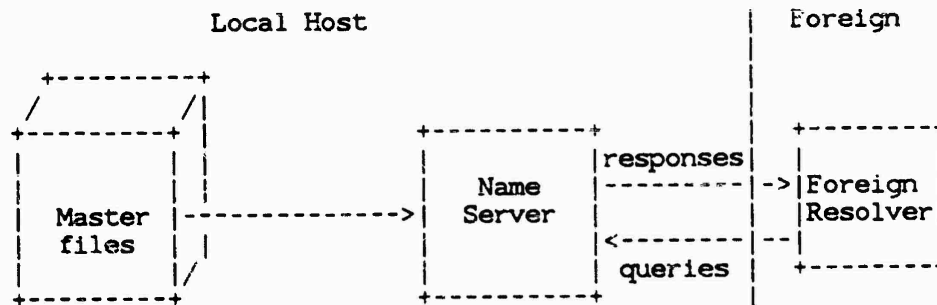 Local Host
Foreign
responses
Name
Server
Foreign
Resolver
Master
files
queries